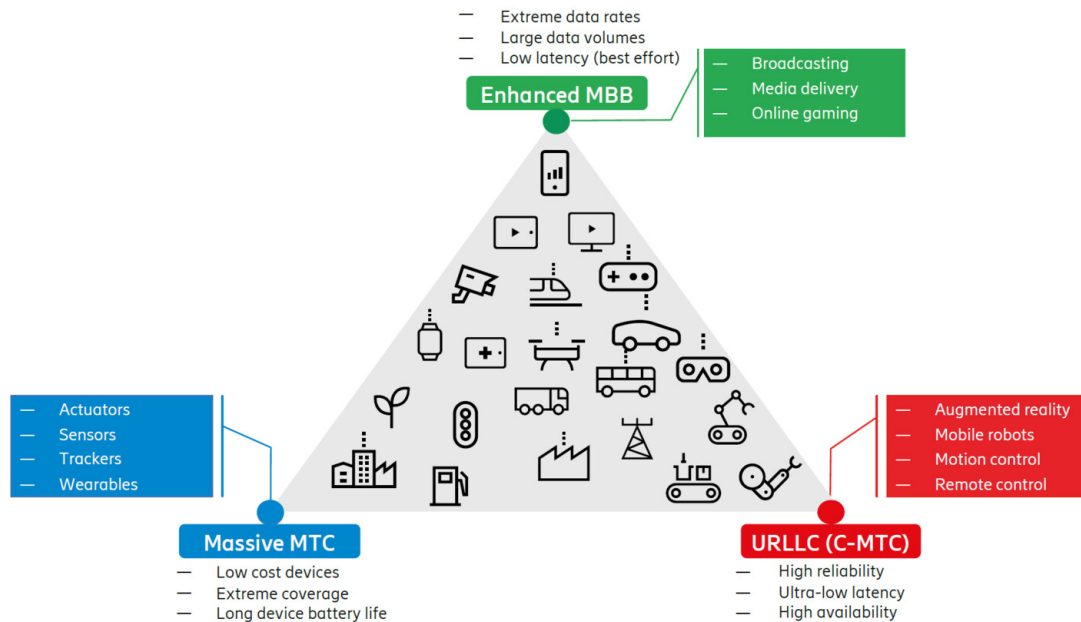 — Extreme data rates
— Large data volumes
— Low latency (best effort)
Enhanced MBB
— Broadcasting
— Media delivery
— Online gaming
— Actuators
— Sensors
— Trackers
— Wearables
— Augmented reality
— Mobile robots
— Motion control
— Remote control
Massive MTC
— Low cost devices
— Extreme coverage
— Long device battery life
URLLC (C-MTC)
— High reliability
— Ultra-low latency
— High availability